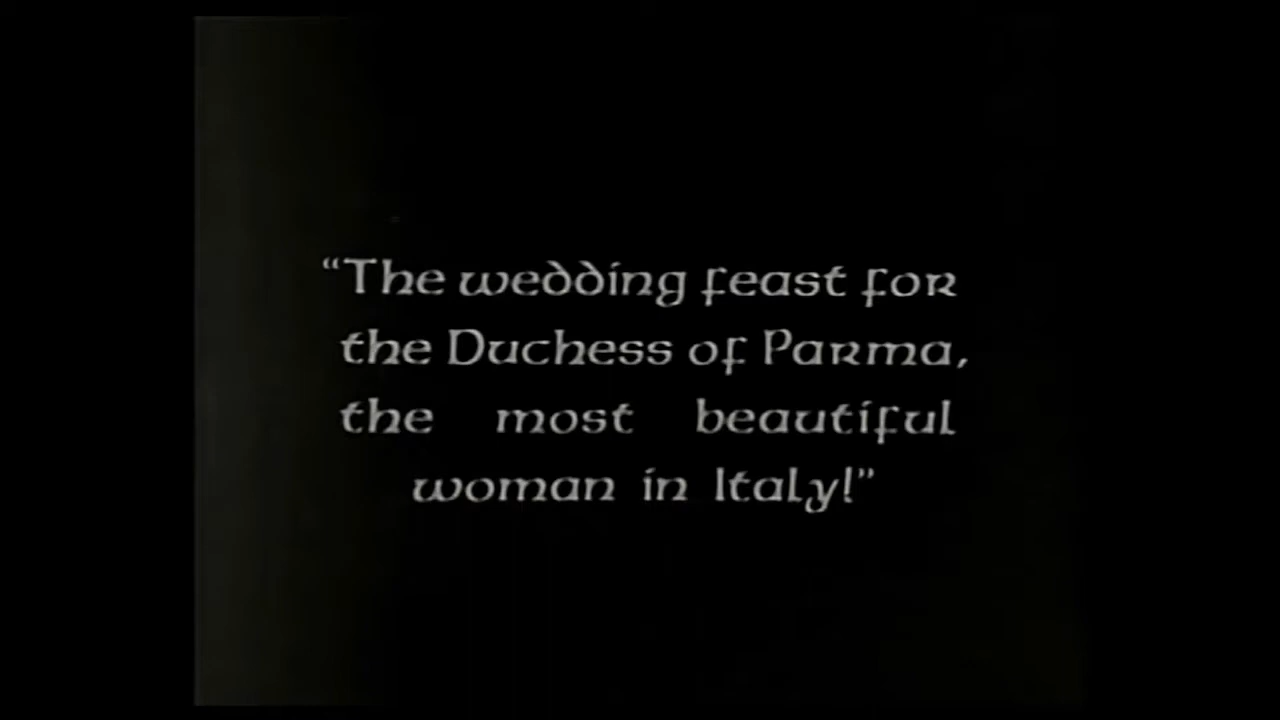 “The wedding feast for
the Duchess of Parma,
the most beautiful
woman in Italy!”